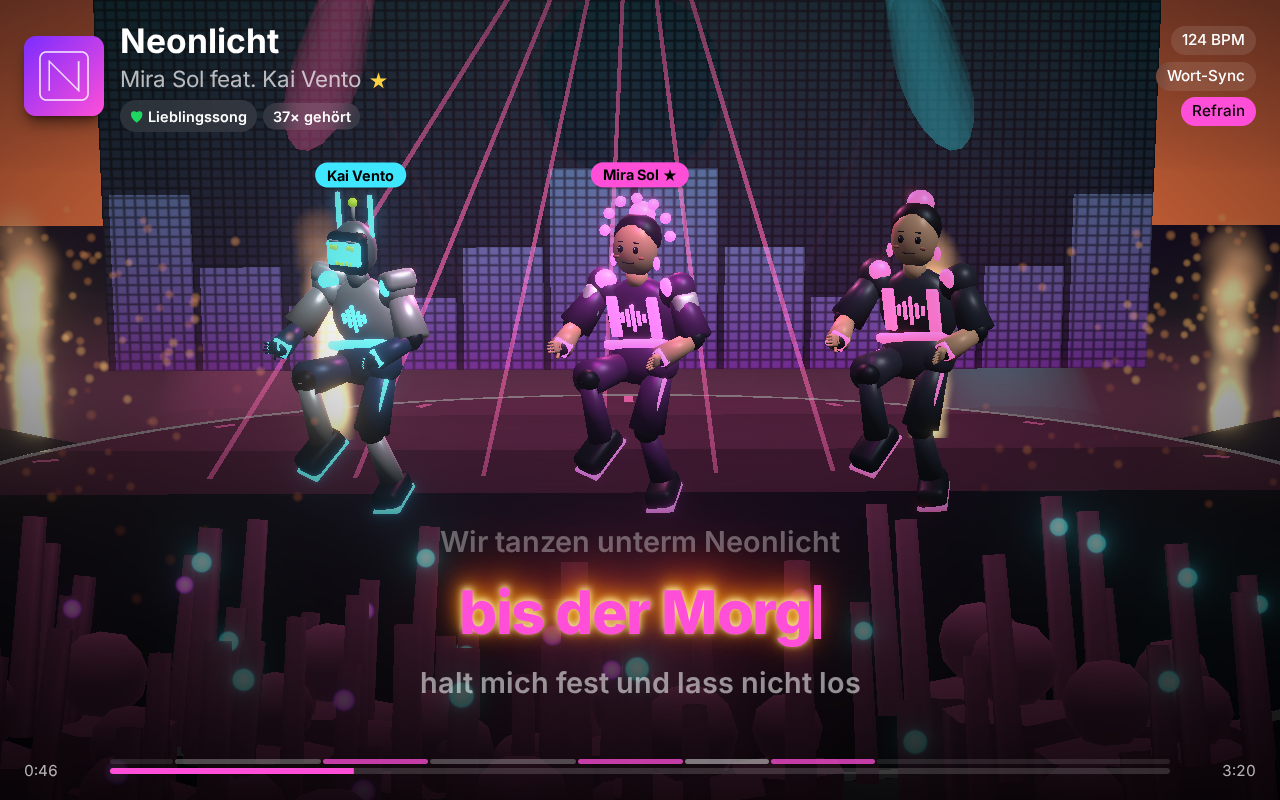 N
Neonlicht
Mira Sol feat. Kai Vento ★
Lieblingssong
37× gehört
124 BPM
Wort-Sync
Refrain
Kai Vento
Mira Sol ★
Wir tanzen unterm Neonlicht
bis der Morg
halt mich fest und lass nicht los
0:46
3:20